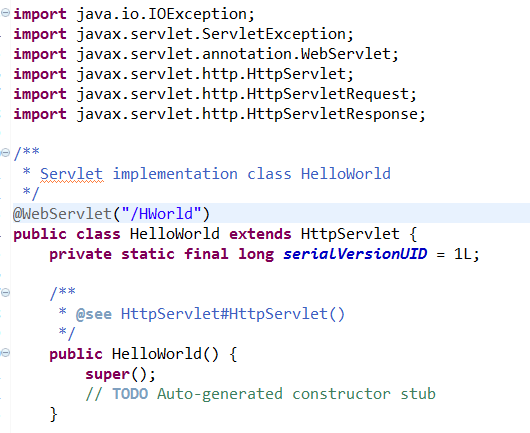 import java.io.IOException;
import javax.servlet.ServletException;
import javax.servlet.annotation.WebServlet;
import javax.servlet.http.HttpServlet;
import javax.servlet.http.HttpServletRequest;
import javax.servlet.http.HttpServletResponse;

/**
 * Servlet implementation class HelloWorld
 */
@WebServlet("/HWorld")
public class HelloWorld extends HttpServlet {
    private static final long serialVersionUID = 1L;

    /**
     * @see HttpServlet#HttpServlet()
     */
    public HelloWorld() {
        super();
        // TODO Auto-generated constructor stub
    }